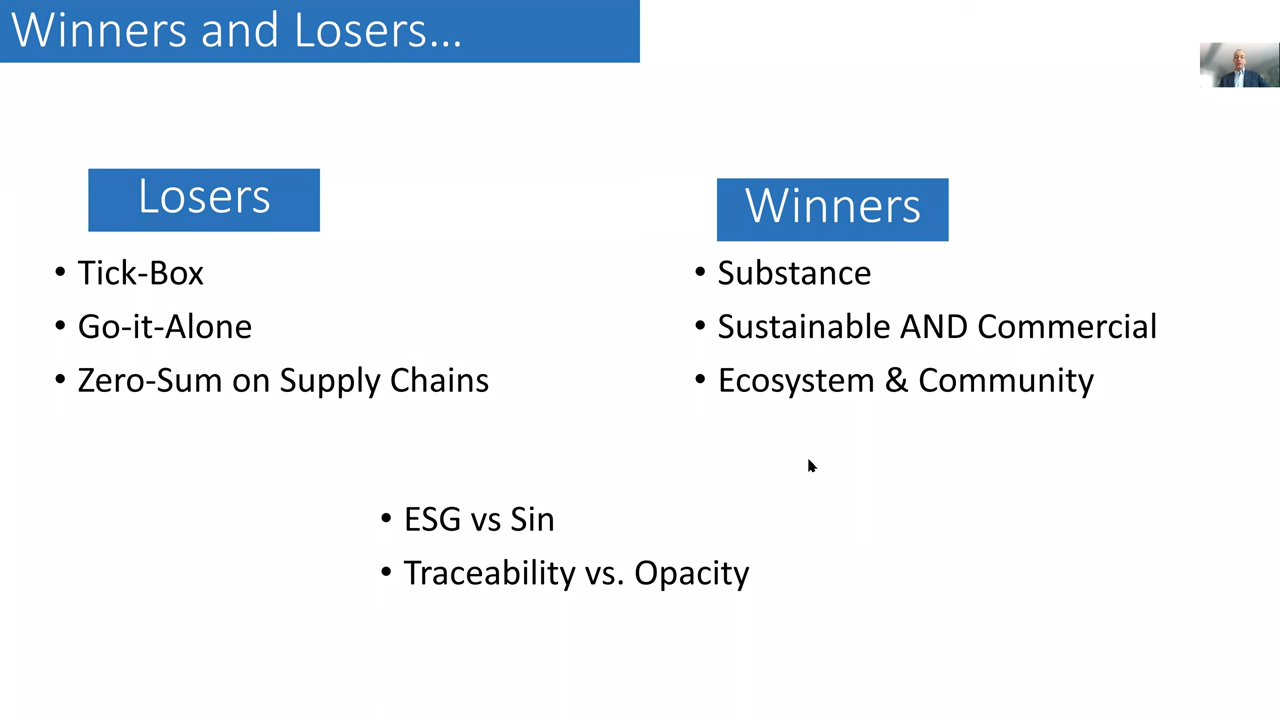 Winners and Losers...
Losers
• Tick-Box
• Go-it-Alone
• Zero-Sum on Supply Chains
Winners
• Substance
• Sustainable AND Commercial
• Ecosystem & Community
• ESG vs Sin
• Traceability vs. Opacity